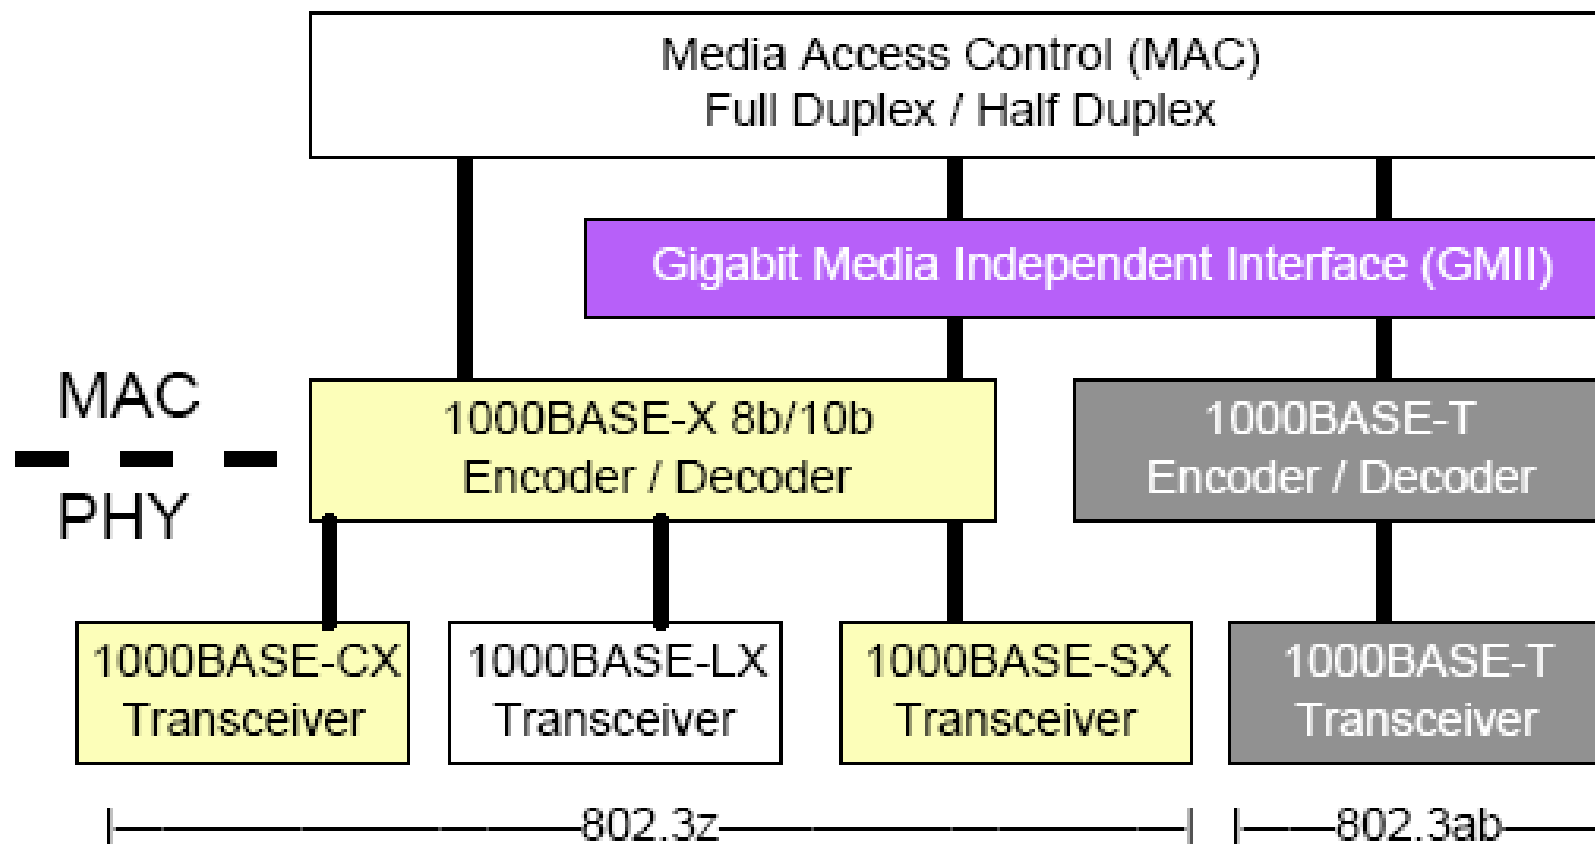 Media Access Control (MAC)
Full Duplex / Half Duplex
Gigabit Media Independent Interface (GMII)
MAC
PHY
1000BASE-X 8b/10b
Encoder / Decoder
1000BASE-T
Encoder / Decoder
1000BASE-CX
Transceiver
1000BASE-LX
Transceiver
1000BASE-SX
Transceiver
1000BASE-T
Transceiver
802.3z
802.3ab